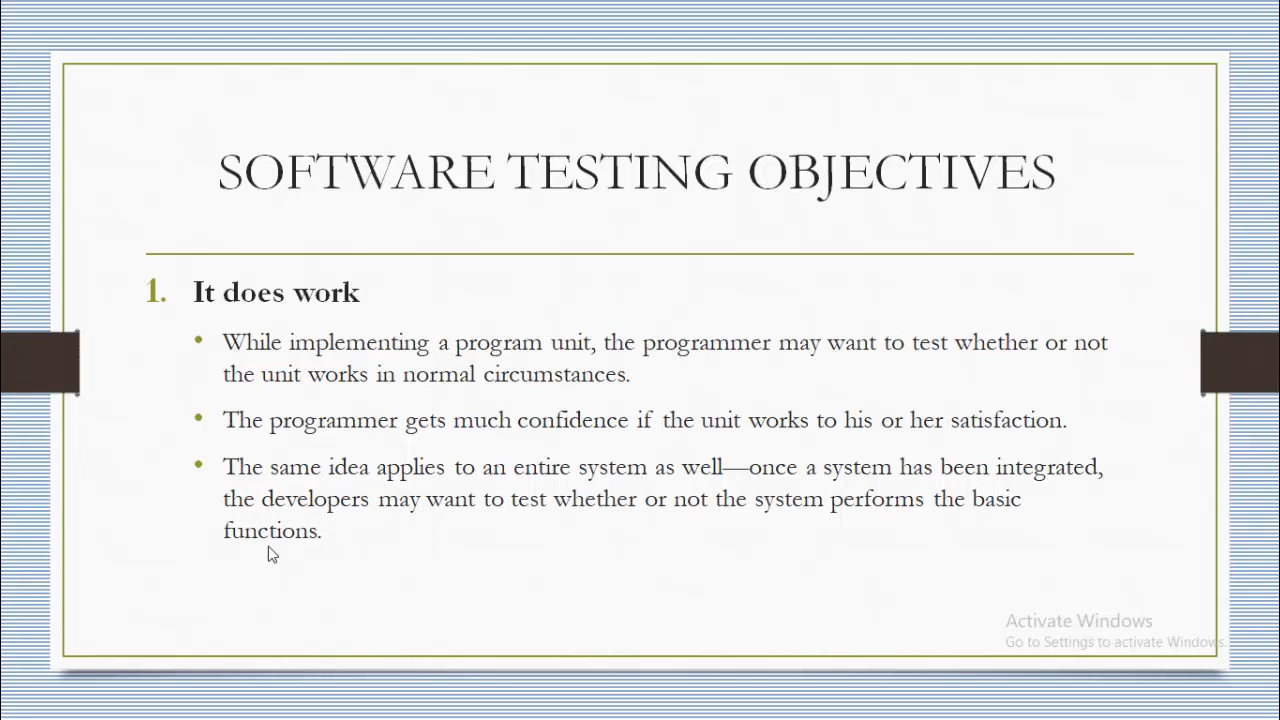 SOFTWARE TESTING OBJECTIVES
1. It does work
• While implementing a program unit, the programmer may want to test whether or not
the unit works in normal circumstances.
• The programmer gets much confidence if the unit works to his or her satisfaction.
• The same idea applies to an entire system as well—once a system has been integrated,
the developers may want to test whether or not the system performs the basic
functions.
Activate Windows
Go to Settings to activate Windows.